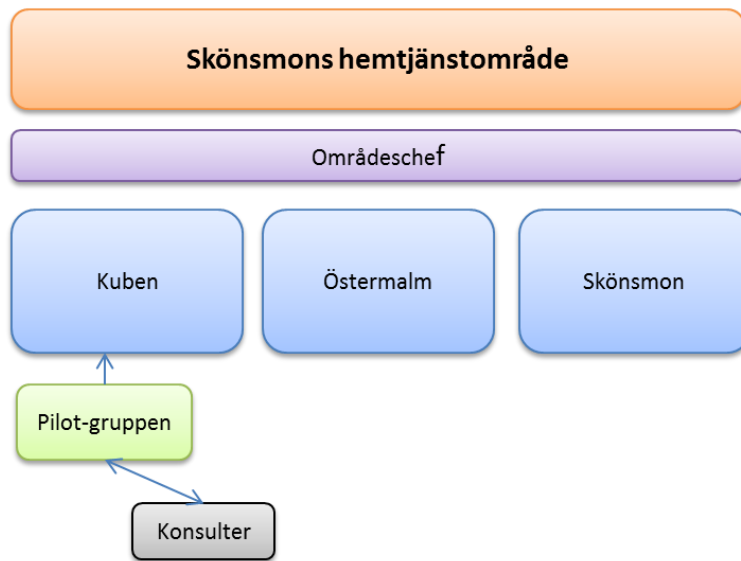 Skönsmons hemtjänstområde
Områdeschef
Kuben
Östermalm
Skönsmon
Pilot-gruppen
Konsulter